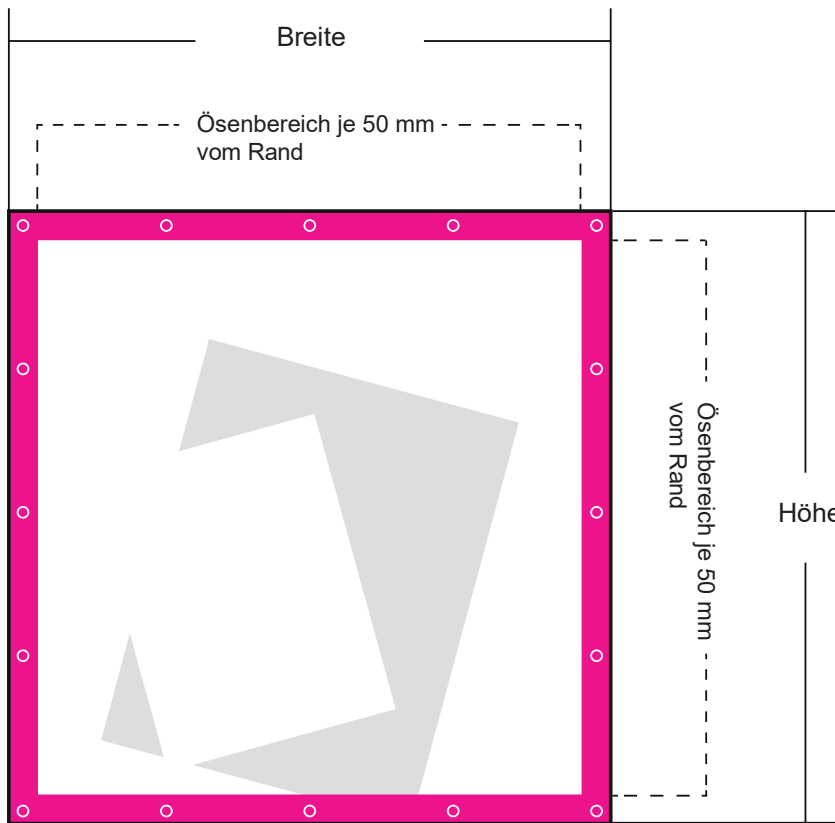 Breite
Ösenbereich je 50 mm
vom Rand
Ösenbereich je 50 mm
vom Rand
Höhe